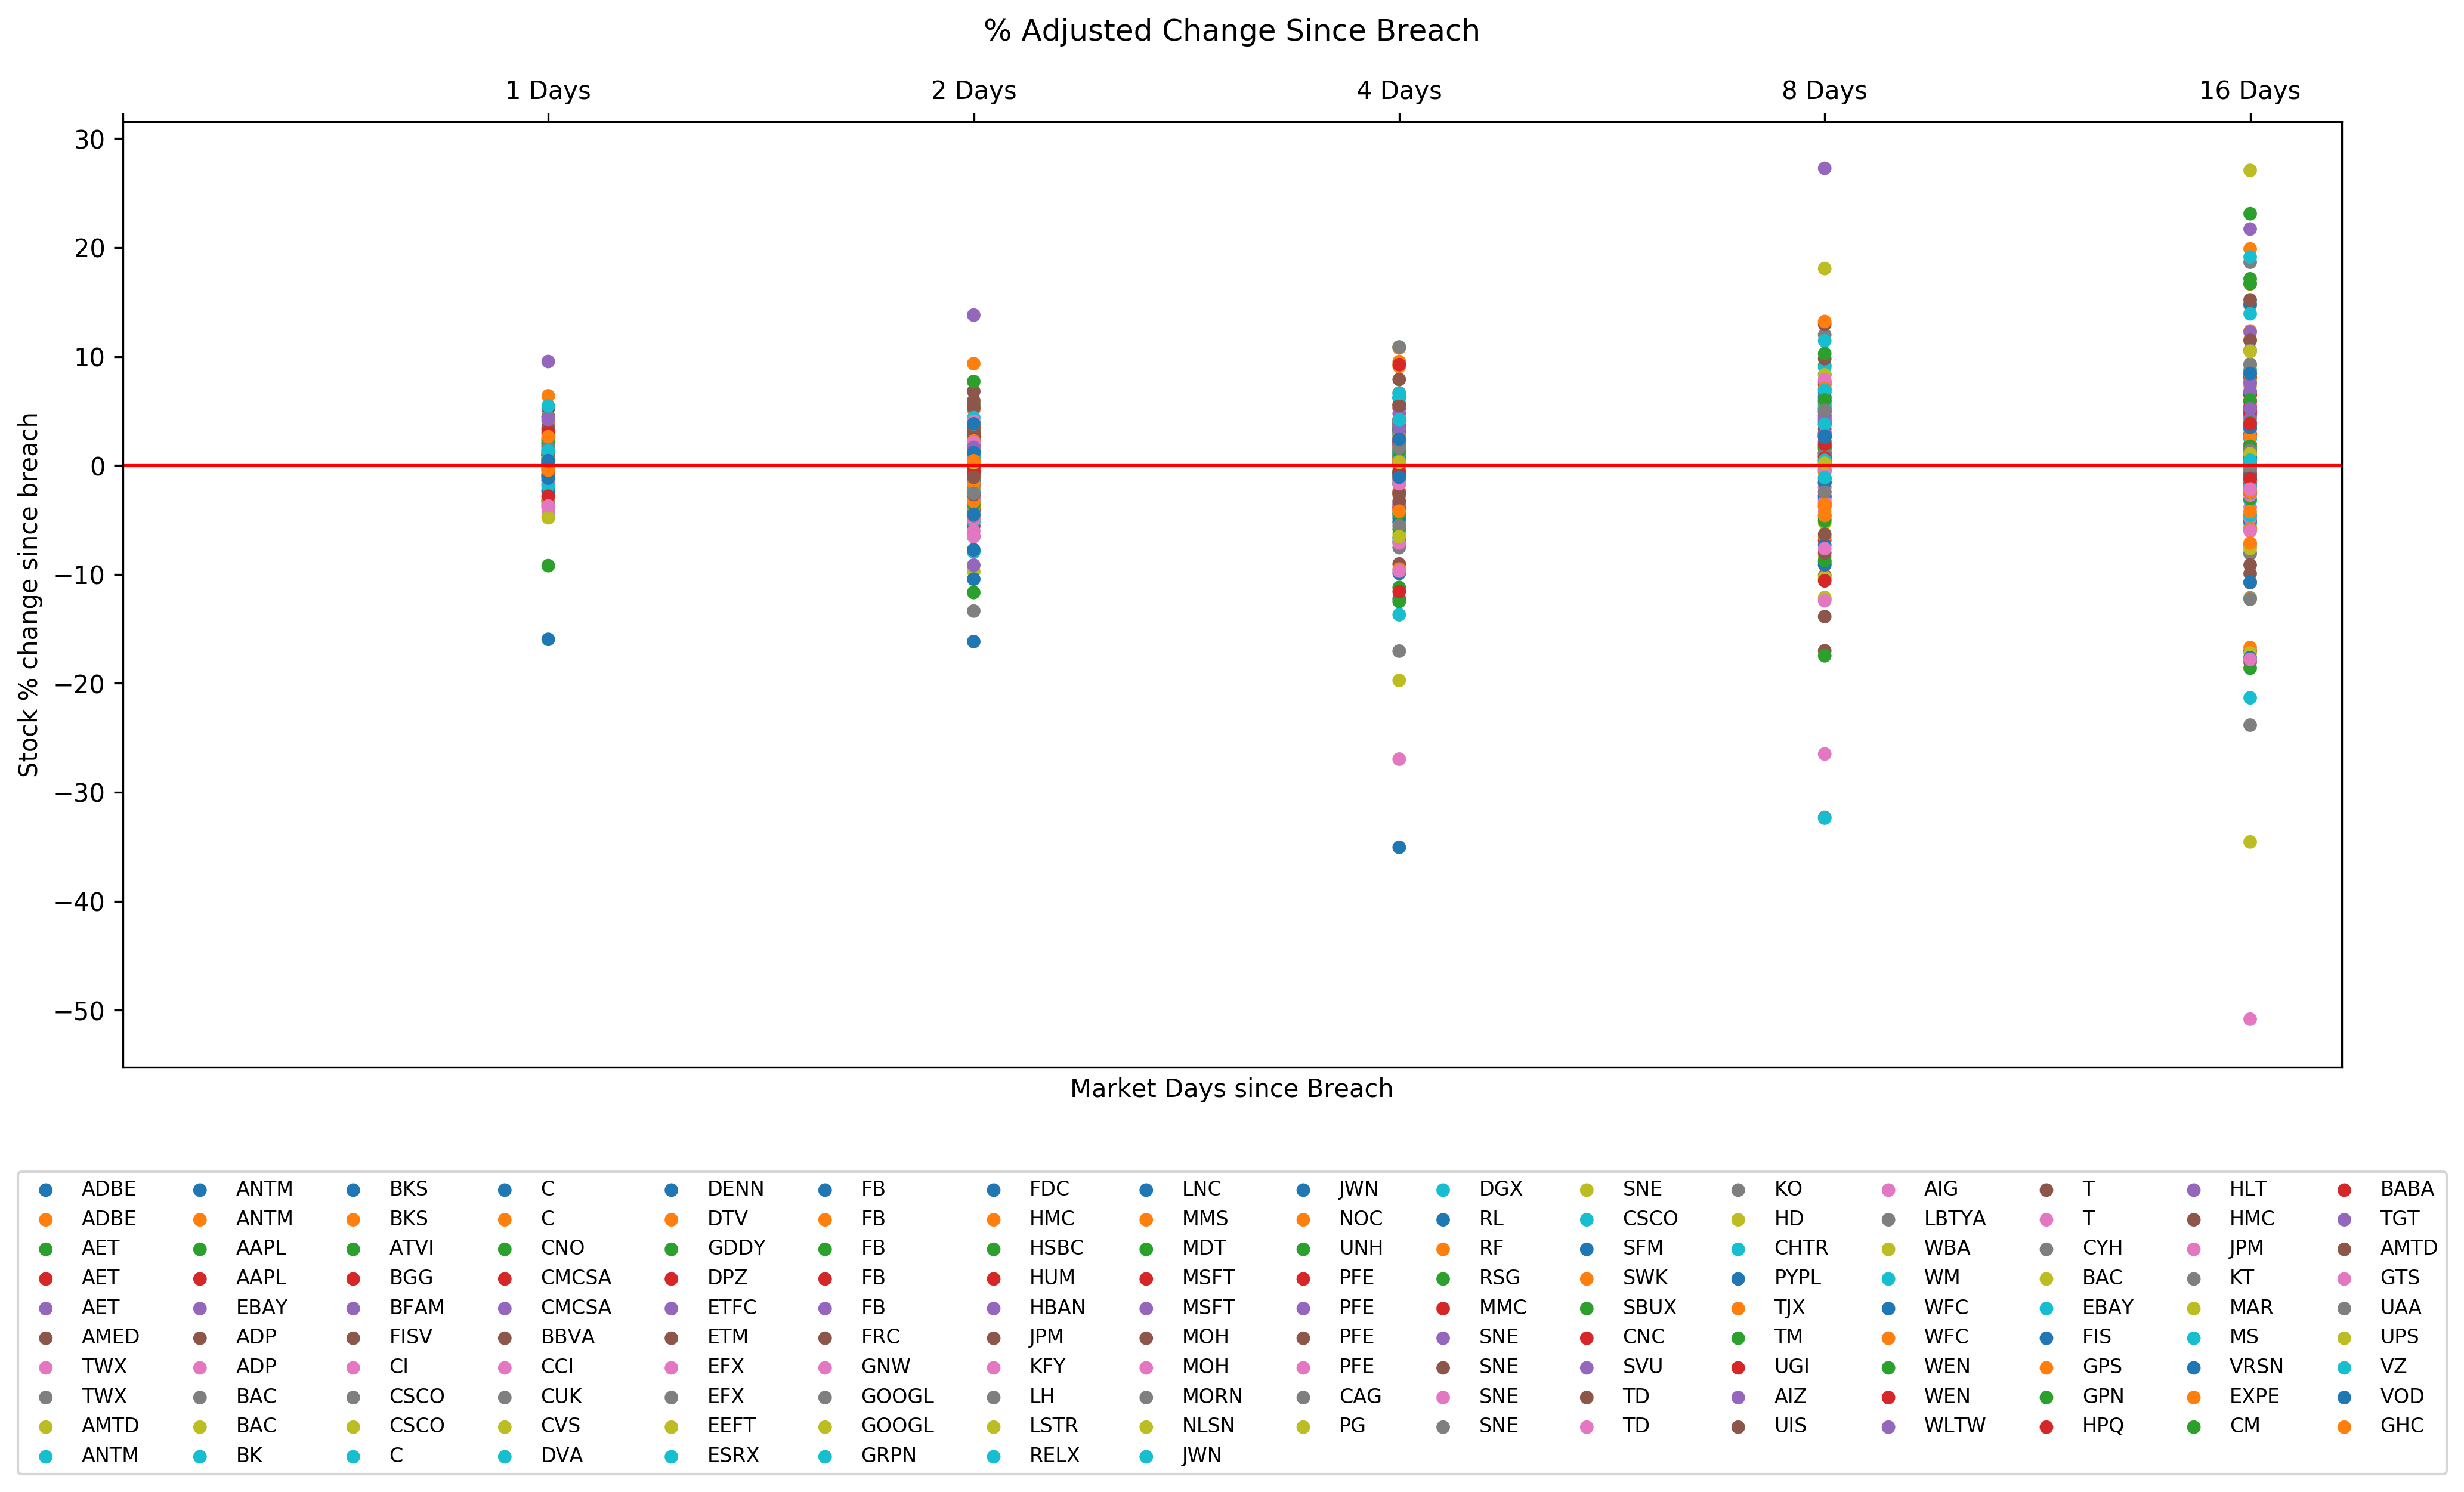 % Adjusted Change Since Breach
1 Days 2 Days 4 Days 8 Days 16 Days
30
20
10
0
−10
−20
−30
−40
−50
Stock % change since breach
Market Days since Breach
ADBE ANTM BKS C DENN FB FDC LNC JWN DGX SNE KO AIG T HLT BABA
ADBE ANTM BKS C DTV FB HMC MMS NOC RL CSCO HD LBTYA T HMC TGT
AET AAPL ATVI CNO GDDY FB HSBC MDT UNH RF SFM CHTR WBA CYH JPM AMTD
AET AAPL BGG CMCSA DPZ FB HUM MSFT PFE RSG SWK PYPL WM BAC KT GTS
AET EBAY BFAM CMCSA ETFC FB HBAN MSFT PFE MMC SBUX TJX WFC EBAY MAR UAA
AMED ADP FISV BBVA ETM FRC JPM MOH PFE SNE CNC TM WFC FIS MS UPS
TWX ADP CI CCI EFX GNW KFY MOH PFE SNE SVU UGI WEN GPS VRSN VZ
TWX BAC CSCO CUK EFX GOOGL LH MORN CAG SNE TD AIZ WEN GPN EXPE VOD
AMTD BAC CSCO CVS EEFT GOOGL LSTR NLSN PG SNE TD UIS WLTW HPQ CM GHC
ANTM BK C DVA ESRX GRPN RELX JWN